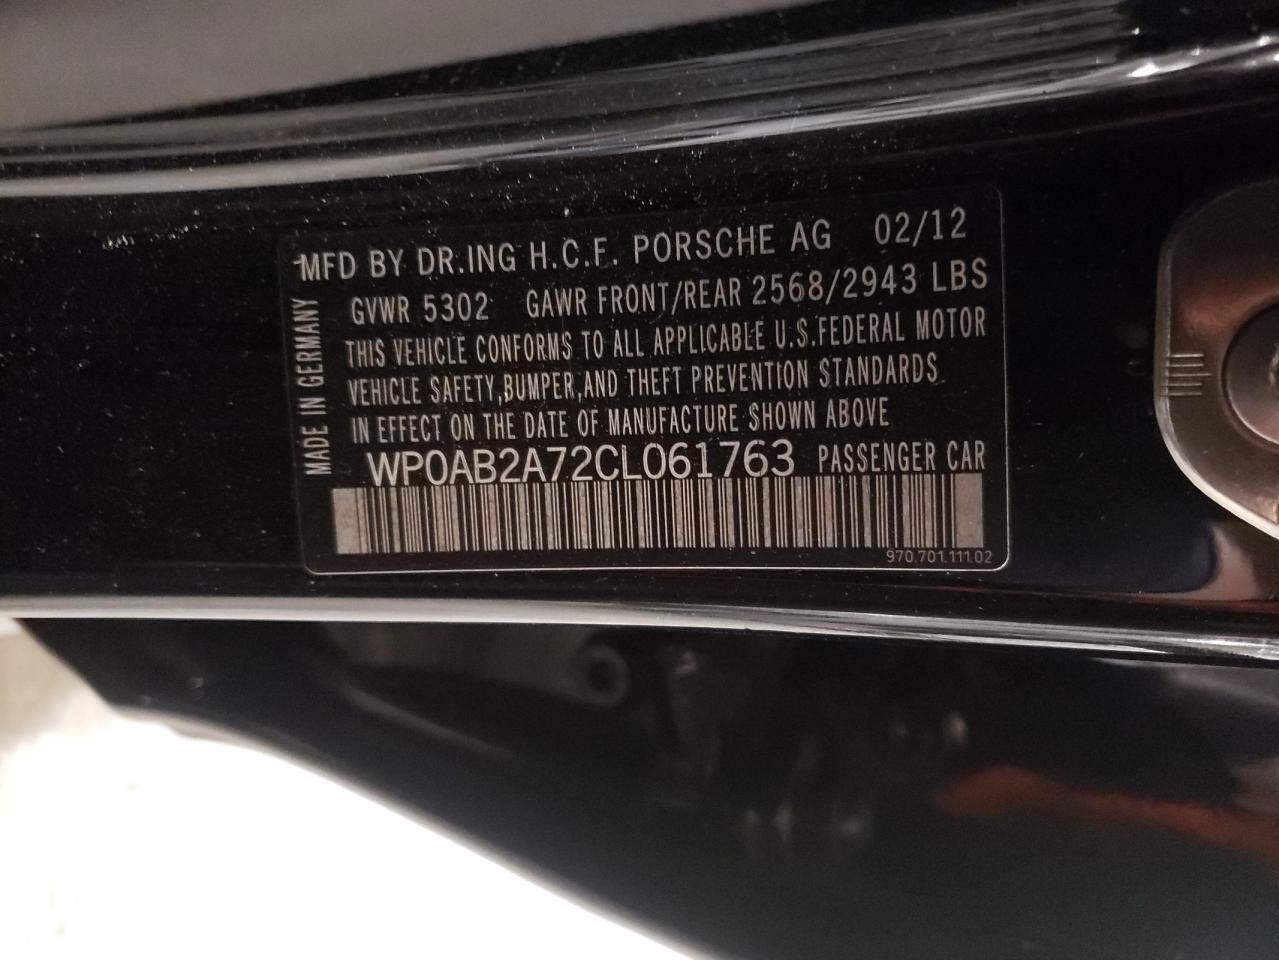 MFD BY DR.ING H.C.F. PORSCHE AG 02/12
GVWR 5302 GAWR FRONT/REAR 2568/2943 LBS
THIS VEHICLE CONFORMS TO ALL APPLICABLE U.S.FEDERAL MOTOR
VEHICLE SAFETY,BUMPER,AND THEFT PREVENTION STANDARDS
IN EFFECT ON THE DATE OF MANUFACTURE SHOWN ABOVE
WP0AB2A72CL061763 PASSENGER CAR
970.701.111.02
MADE IN GERMANY